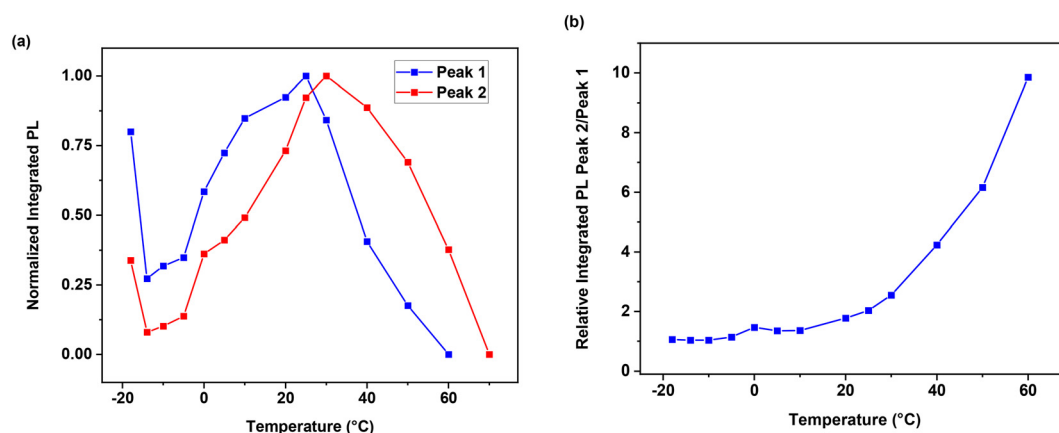 (a)
Normalized Integrated PL
1.00
0.75
0.50
0.25
0.00
-20
0
20
40
60
Temperature (°C)
Peak 1
Peak 2
(b)
Relative Integrated PL Peak 2/Peak 1
10
8
6
4
2
0
-20
0
20
40
60
Temperature (°C)